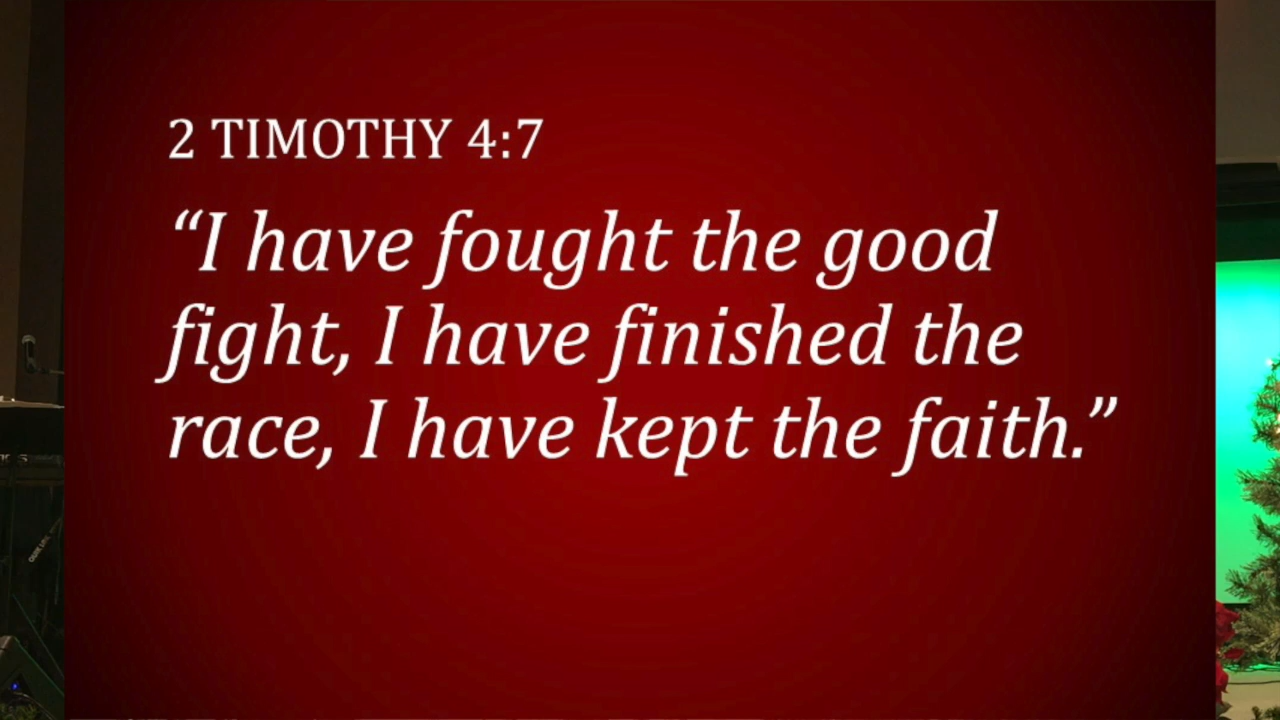 2 TIMOTHY 4:7
“I have fought the good
fight, I have finished the
race, I have kept the faith.”